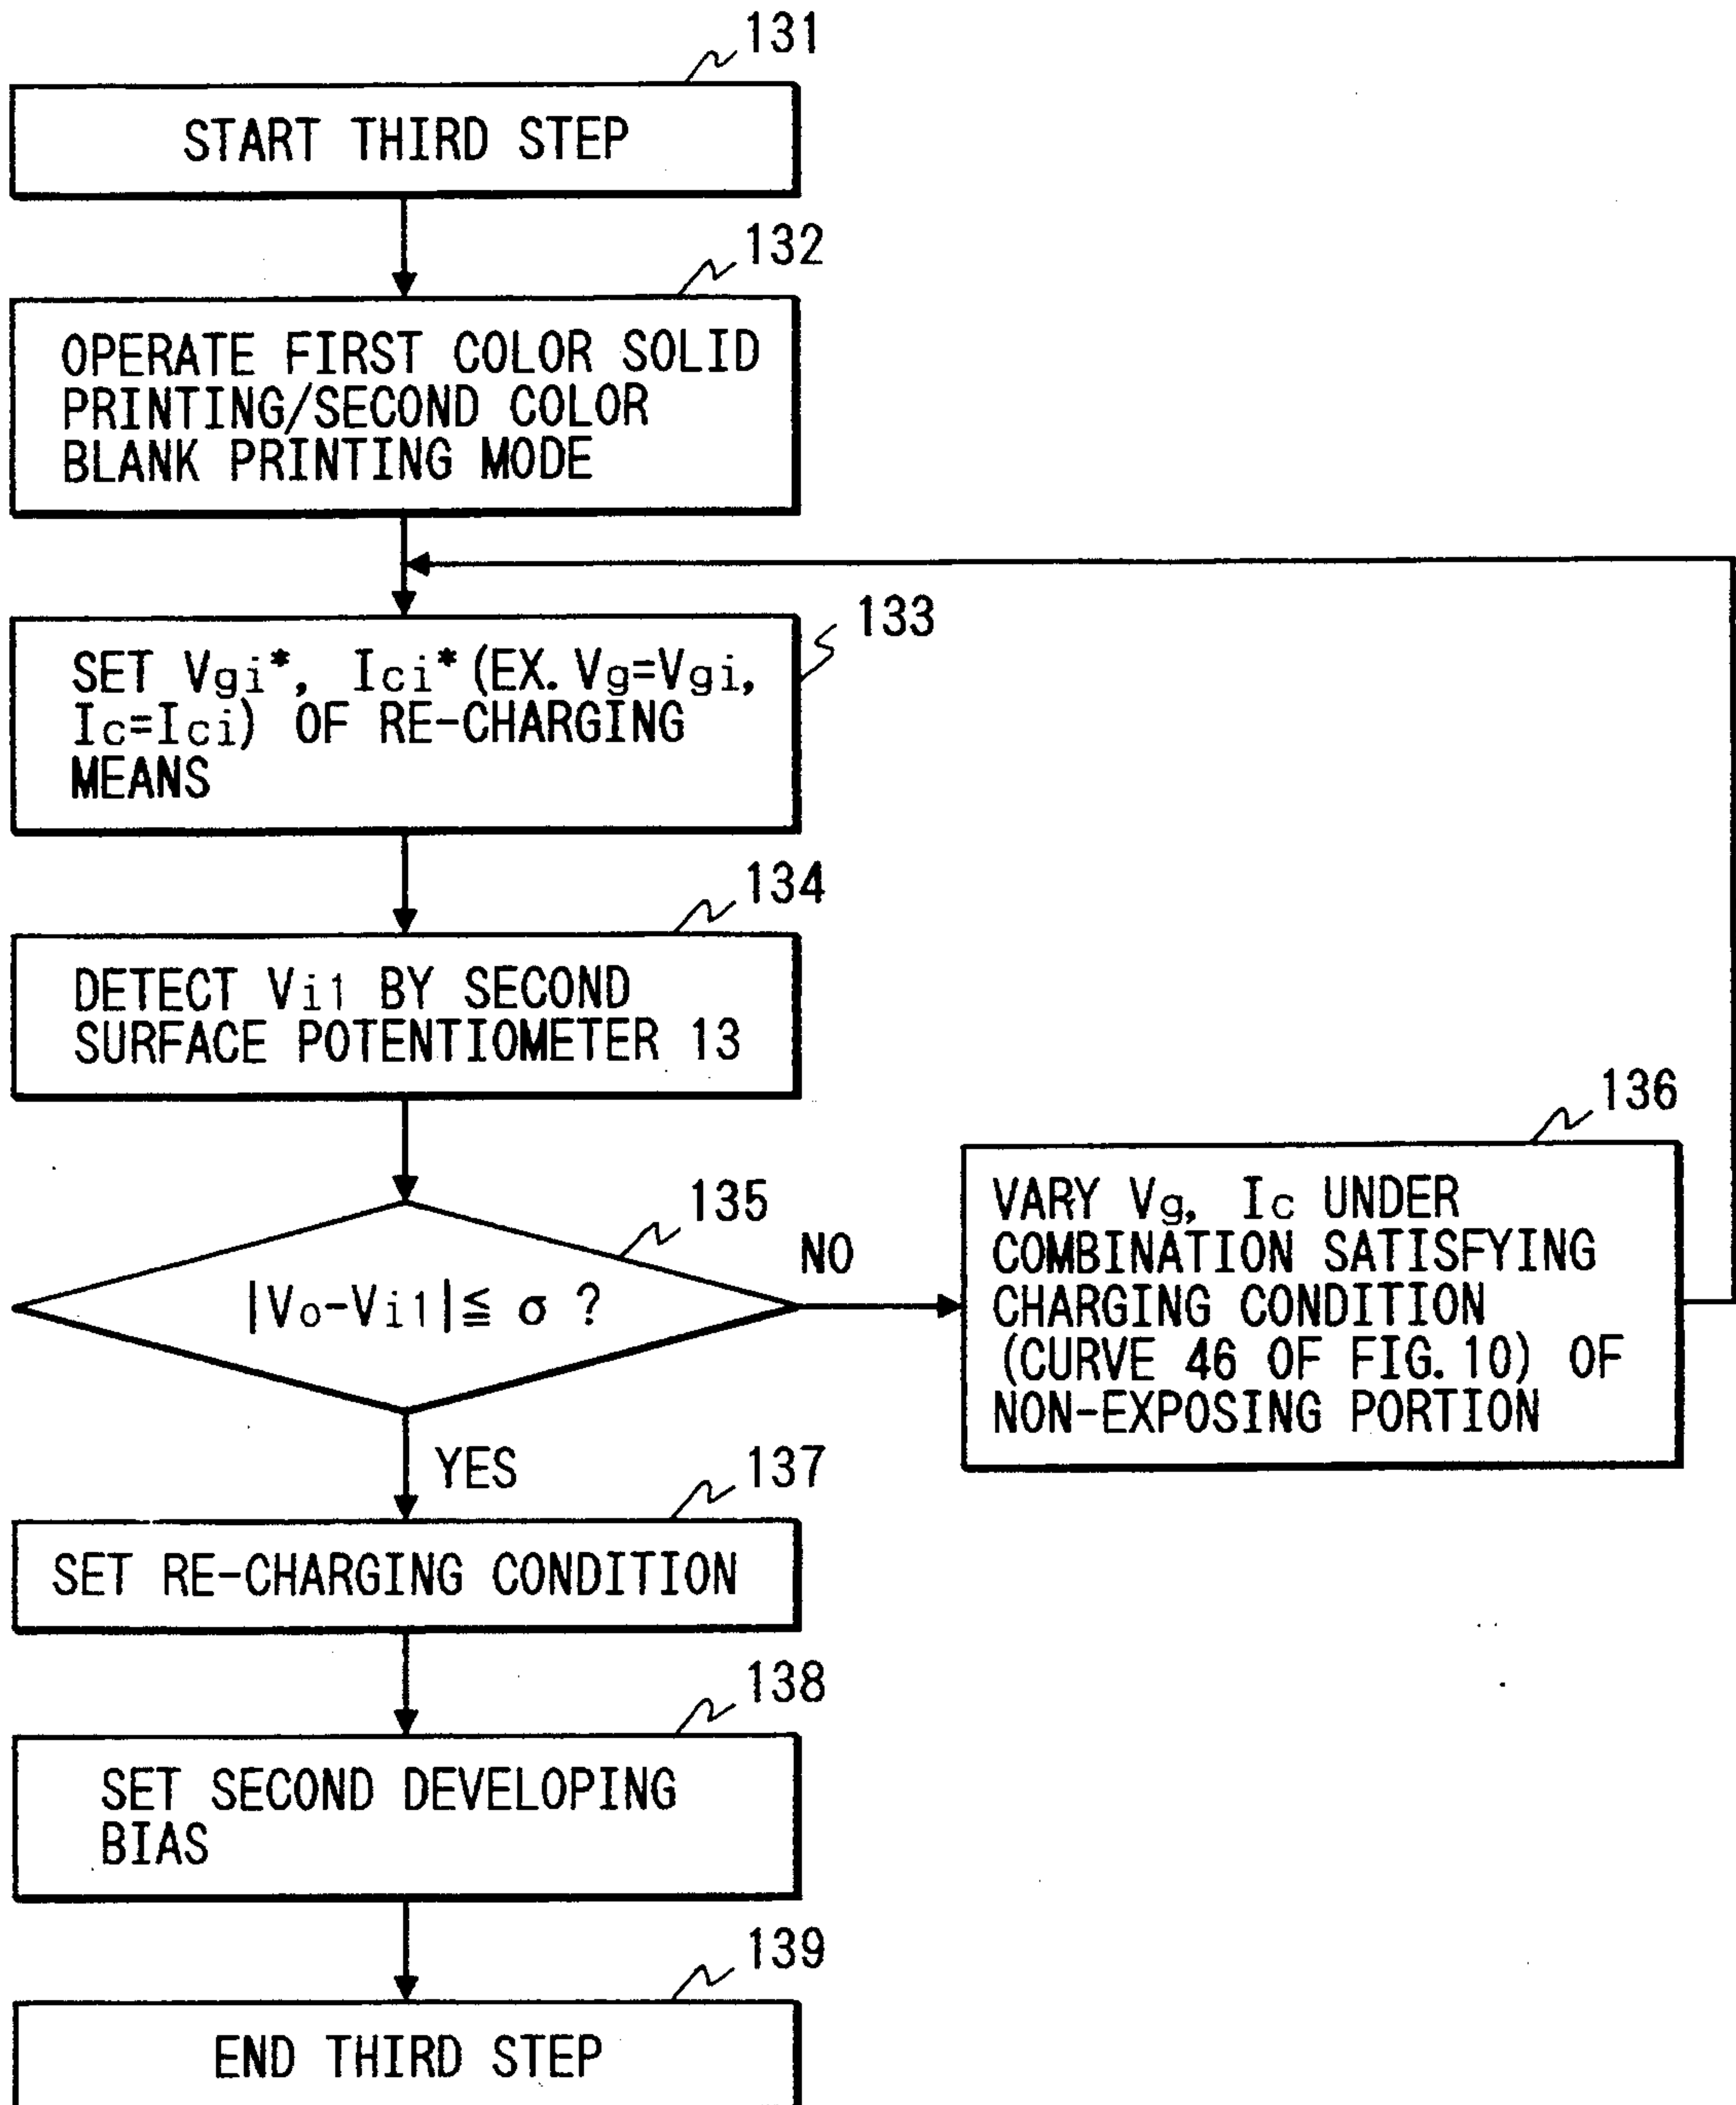 131
START THIRD STEP
132
OPERATE FIRST COLOR SOLID
PRINTING/SECOND COLOR
BLANK PRINTING MODE
133
SET Vgi*, Ici* (EX. Vg=Vgi,
Ic=Ici) OF RE-CHARGING
MEANS
134
DETECT Vi1 BY SECOND
SURFACE POTENTIOMETER 13
135
|Vo-Vi1|≦ σ ?
NO
136
VARY Vg, Ic UNDER
COMBINATION SATISFYING
CHARGING CONDITION
(CURVE 46 OF FIG. 10) OF
NON-EXPOSING PORTION
YES
137
SET RE-CHARGING CONDITION
138
SET SECOND DEVELOPING
BIAS
139
END THIRD STEP